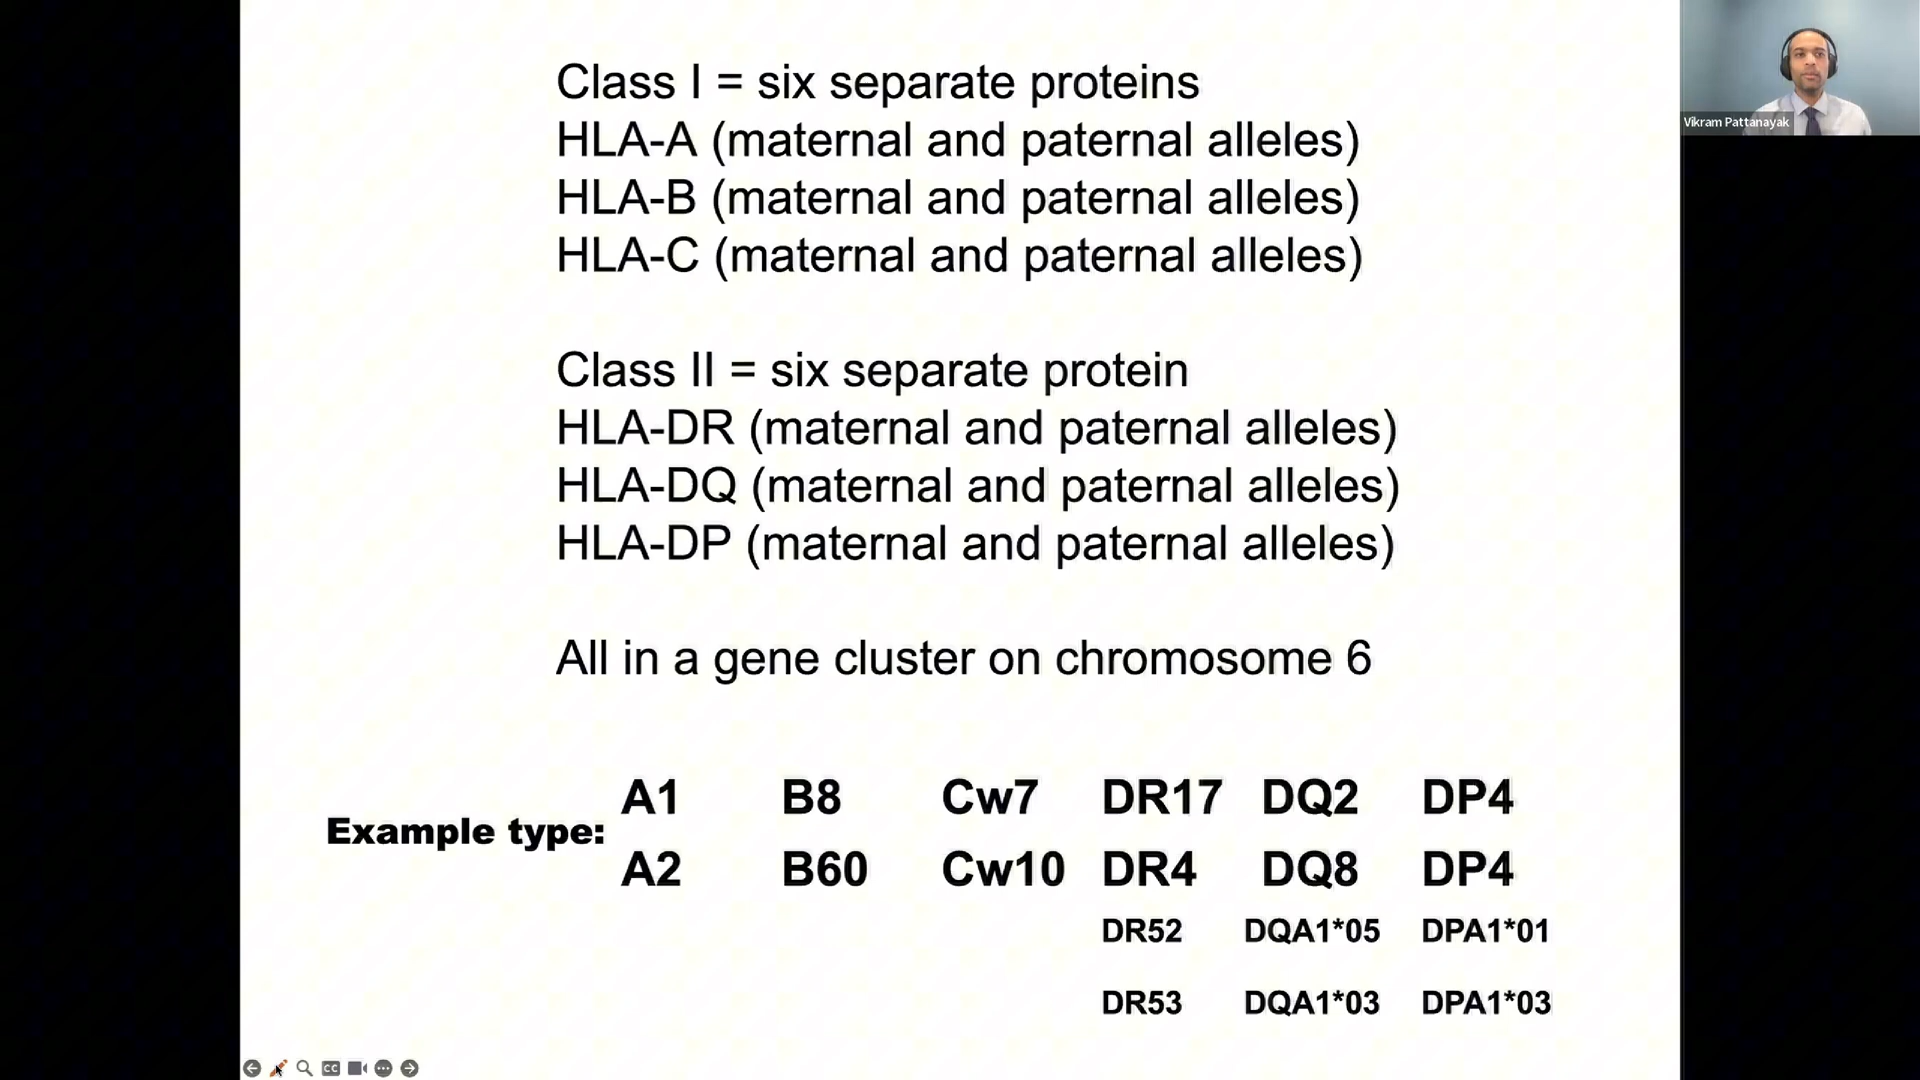 Class I = six separate proteins
HLA-A (maternal and paternal alleles)
HLA-B (maternal and paternal alleles)
HLA-C (maternal and paternal alleles)
Class II = six separate protein
HLA-DR (maternal and paternal alleles)
HLA-DQ (maternal and paternal alleles)
HLA-DP (maternal and paternal alleles)
All in a gene cluster on chromosome 6
Example type:
A1 B8 Cw7 DR17 DQ2 DP4
A2 B60 Cw10 DR4 DQ8 DP4
DR52 DQA1*05 DPA1*01
DR53 DQA1*03 DPA1*03
Vikram Pattanayak
CC